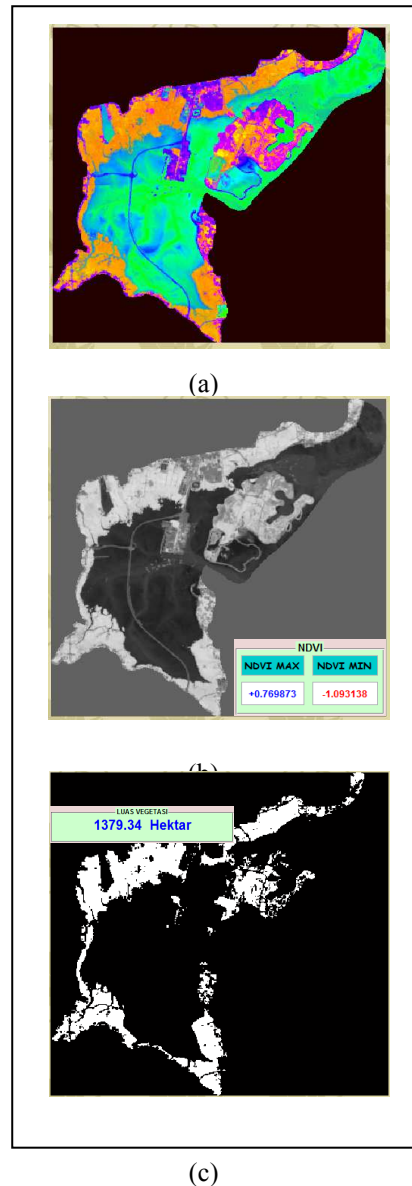 (a)
NDVI
NDVI MAX NDVI MIN
+0.769873 -1.093138
(b)
LUAS VEGETASI
1379.34 Hektar
(c)